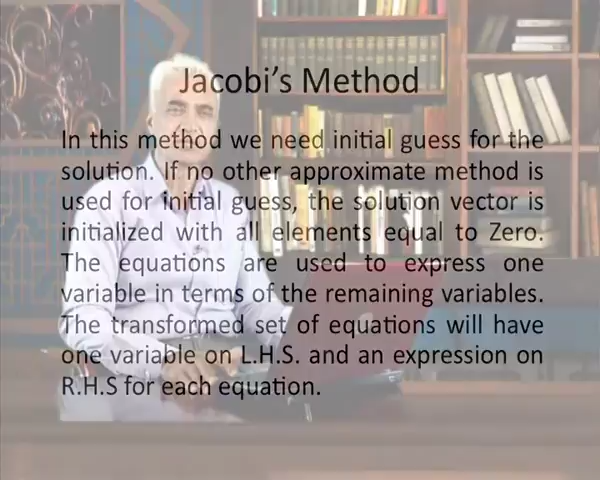 Jacobi's Method
In this method we need initial guess for the
solution. If no other approximate method is
used for initial guess, the solution vector is
initialized with all elements equal to Zero.
The equations are used to express one
variable in terms of the remaining variables.
The transformed set of equations will have
one variable on L.H.S. and an expression on
R.H.S for each equation.